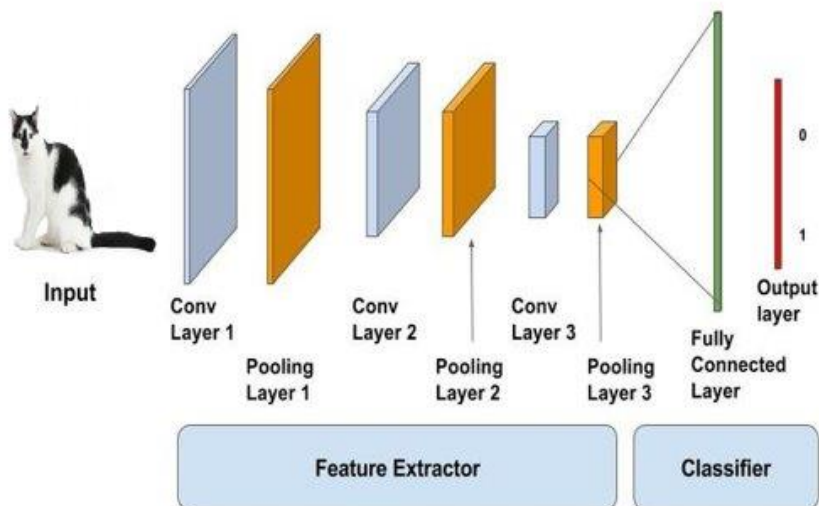 Input
Conv
Layer 1
Pooling
Layer 1
Conv
Layer 2
Pooling
Layer 2
Conv
Layer 3
Pooling
Layer 3
Fully
Connected
Layer
0
1
Output
layer
Feature Extractor
Classifier